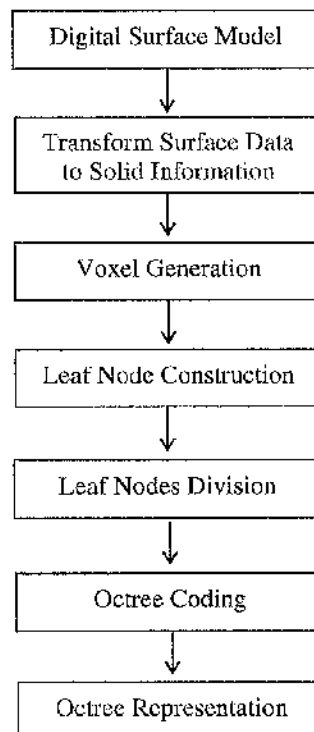 Digital Surface Model
Transform Surface Data
to Solid Information
Voxel Generation
Leaf Node Construction
Leaf Nodes Division
Octree Coding
Octree Representation